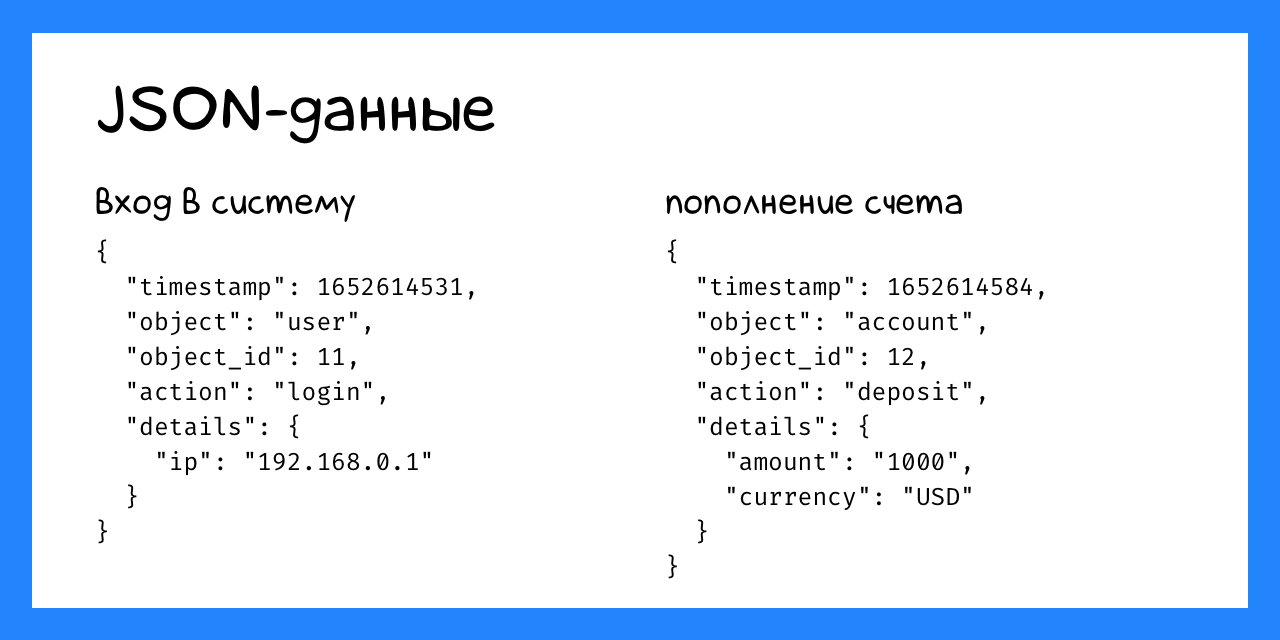 JSON-данные
Вход в систему
{
  "timestamp": 1652614531,
  "object": "user",
  "object_id": 11,
  "action": "login",
  "details": {
    "ip": "192.168.0.1"
  }
}
пополнение счета
{
  "timestamp": 1652614584,
  "object": "account",
  "object_id": 12,
  "action": "deposit",
  "details": {
    "amount": "1000",
    "currency": "USD"
  }
}